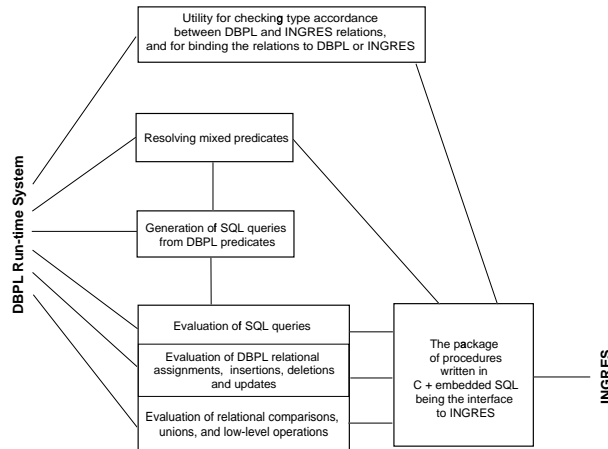 Utility for checking type accordance
between DBPL and INGRES relations,
and for binding the relations to DBPL or INGRES
Resolving mixed predicates
DBPL Run-time System
Generation of SQL queries
from DBPL predicates
Evaluation of SQL queries
Evaluation of DBPL relational
assignments, insertions, deletions
and updates
Evaluation of relational comparisons,
unions, and low-level operations
The package
of procedures
written in
C + embedded SQL
being the interface
to INGRES
INGRES